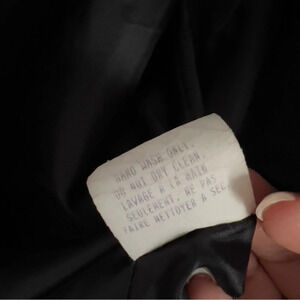 HAND WASH ONLY.
DO NOT DRY CLEAN.
LAVAGE A LA MAIN
SEULEMENT. NE PAS
FAIRE NETTOYER A SEC.